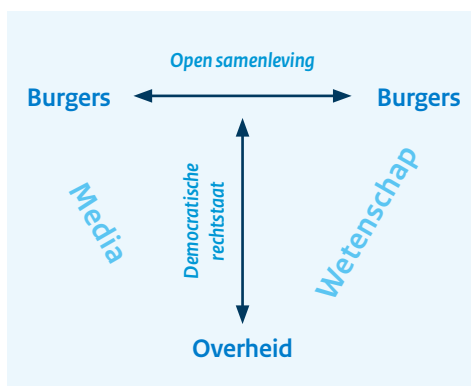 Open samenleving
Burgers
Burgers
Media
Democratische
rechtstaat
Wetenschap
Overheid